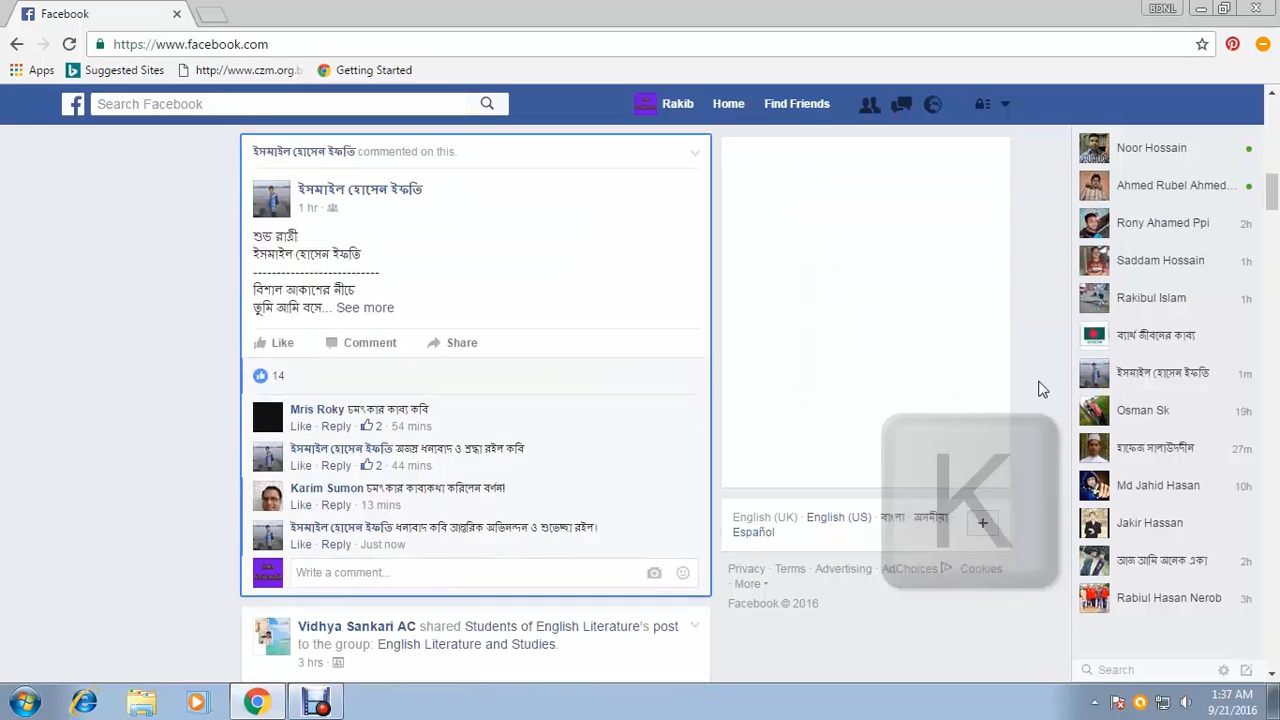 Facebook
BDNL
https://www.facebook.com
Apps
Suggested Sites
http://www.czm.org.b
Getting Started
Search Facebook
Rakib
Home
Find Friends
ইসমাইল হোসেন ইফতি commented on this.
ইসমাইল হোসেন ইফতি
1 hr ·
শুভ রাত্রী
ইসমাইল হোসেন ইফতি
---------------------------
বিশাল আকাশের নীচে
তুমি আমি বসে... See more
Like
Comment
Share
14
Mris Roky চমৎকার কাব্য কবি
Like · Reply · 2 · 54 mins
ইসমাইল হোসেন ইফতি অজস্র ধন্যবাদ ও শ্রদ্ধা রইল কবি
Like · Reply · 2 · 44 mins
Karim Sumon চমৎকার কাব্যকথা করিলেন বর্ণন!
Like · Reply · 13 mins
ইসমাইল হোসেন ইফতি ধন্যবাদ কবি আন্তরিক অভিনন্দন ও শুভেচ্ছা রইল।
Like · Reply · Just now
Write a comment...
Vidhya Sankari AC shared Students of English Literature's post
to the group: English Literature and Studies.
3 hrs ·
English (UK) · English (US) · বাংলা · অসমীয়া ·
Español
+
Privacy · Terms · Advertising · AdChoices · Cookies
· More
Facebook © 2016
K
Noor Hossain
Ahmed Rubel Ahmed...
Rony Ahamed Ppi 2h
Saddam Hossain 1h
Rakibul Islam 1h
ব্যার্থ জীবনের কাব্য
ইসমাইল হোসেন ইফতি 1m
Osman Sk 19h
হাফেজ সালাউদ্দীন 27m
Md Jahid Hasan 10h
Jakir Hassan
আজ আমি অনেক একা
Rabiul Hasan Nerob 3h
Search
1:37 AM
9/21/2016